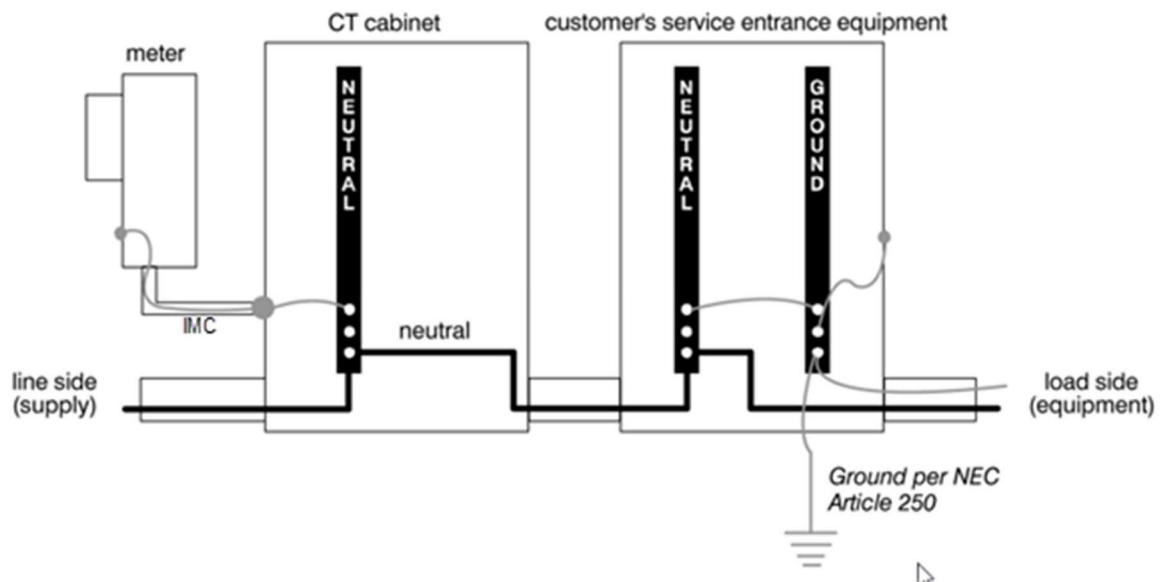 CT cabinet
customer's service entrance equipment
meter
NEUTRAL
NEUTRAL
GROUND
IMC
neutral
line side
(supply)
load side
(equipment)
Ground per NEC
Article 250